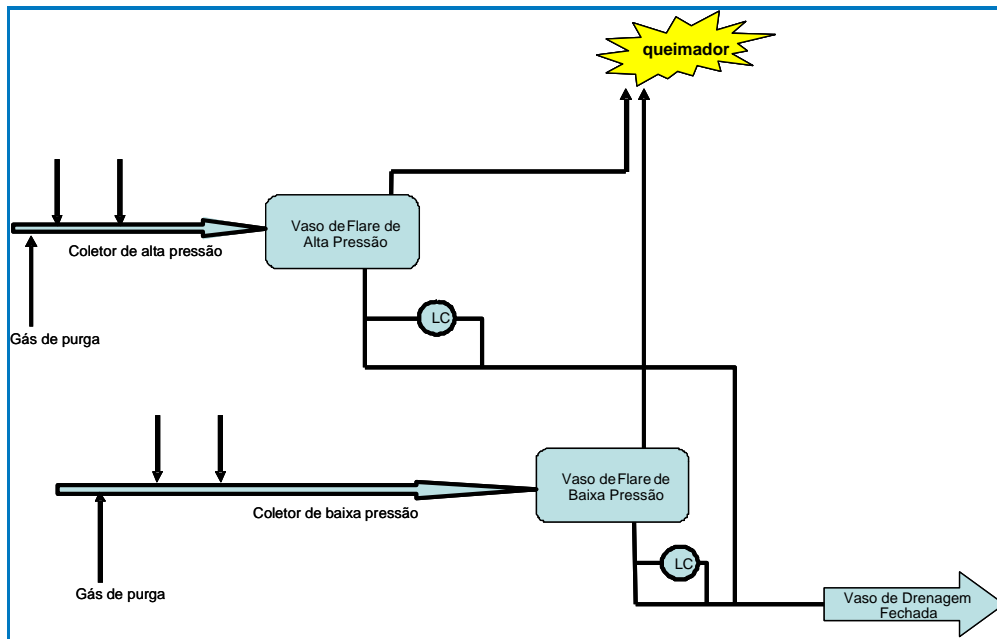 queimador
Vaso de Flare de
Alta Pressão
Coletor de alta pressão
LC
Gás de purga
Vaso de Flare de
Baixa Pressão
Coletor de baixa pressão
LC
Gás de purga
Vaso de Drenagem
Fechada